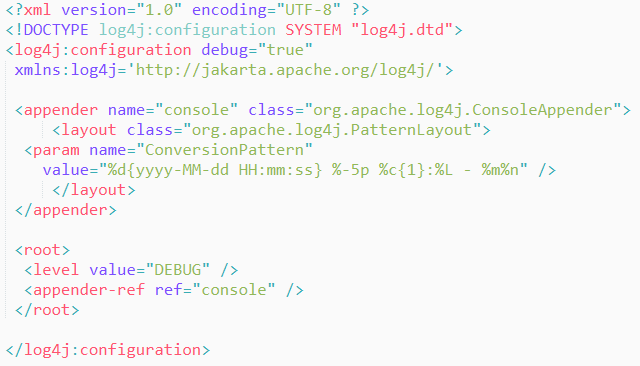 <?xml version="1.0" encoding="UTF-8" ?>
<!DOCTYPE log4j:configuration SYSTEM "log4j.dtd">
<log4j:configuration debug="true"
 xmlns:log4j='http://jakarta.apache.org/log4j/'>

 <appender name="console" class="org.apache.log4j.ConsoleAppender">
     <layout class="org.apache.log4j.PatternLayout">
  <param name="ConversionPattern"
    value="%d{yyyy-MM-dd HH:mm:ss} %-5p %c{1}:%L - %m%n" />
     </layout>
 </appender>

 <root>
  <level value="DEBUG" />
  <appender-ref ref="console" />
 </root>

</log4j:configuration>